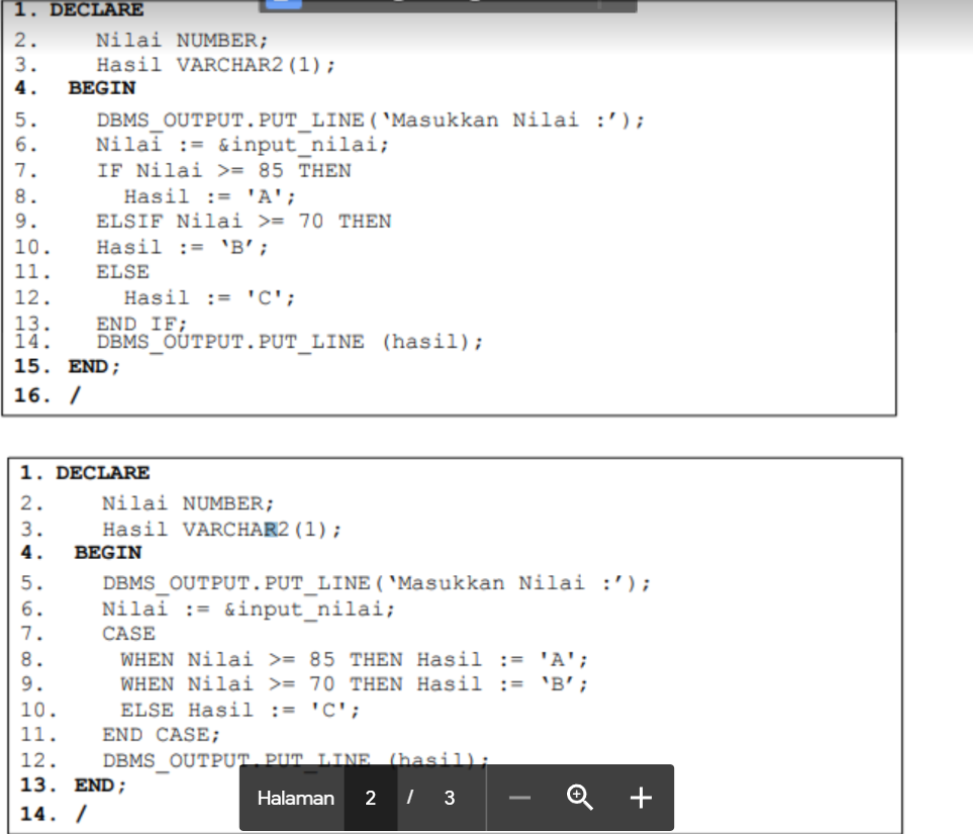 1. DECLARE
2. Nilai NUMBER;
3. Hasil VARCHAR2(1);
4. BEGIN
5. DBMS_OUTPUT.PUT_LINE(‘Masukkan Nilai :’);
6. Nilai := &input_nilai;
7. IF Nilai >= 85 THEN
8. Hasil := 'A';
9. ELSIF Nilai >= 70 THEN
10. Hasil := ‘B’;
11. ELSE
12. Hasil := 'C';
13. END IF;
14. DBMS_OUTPUT.PUT_LINE (hasil);
15. END;
16. /
1. DECLARE
2. Nilai NUMBER;
3. Hasil VARCHAR2(1);
4. BEGIN
5. DBMS_OUTPUT.PUT_LINE(‘Masukkan Nilai :’);
6. Nilai := &input_nilai;
7. CASE
8. WHEN Nilai >= 85 THEN Hasil := 'A';
9. WHEN Nilai >= 70 THEN Hasil := ‘B’;
10. ELSE Hasil := 'C';
11. END CASE;
12. DBMS_OUTPUT.PUT_LINE (hasil);
13. END;
14. /
Halaman 2 / 3